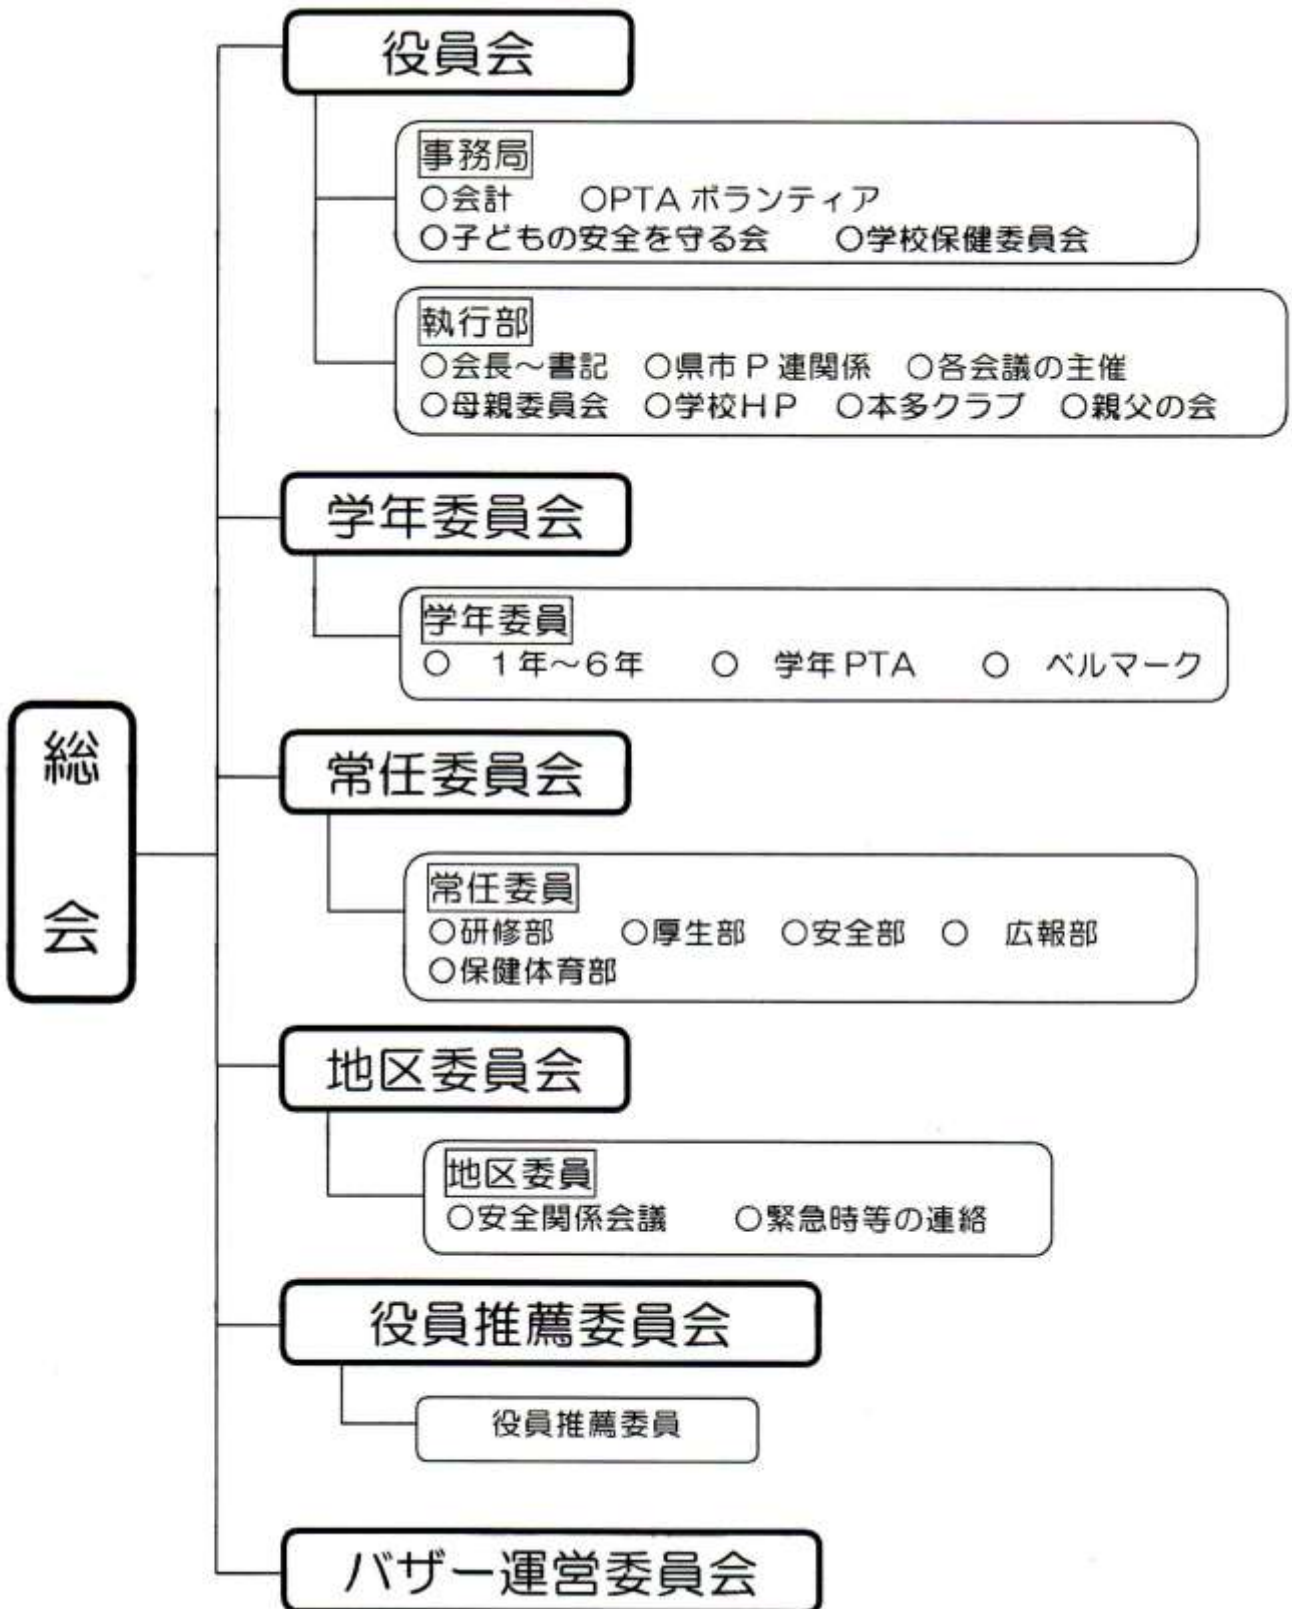 役員会
事務局
○会計 ○PTAボランティア
○子どもの安全を守る会 ○学校保健委員会
執行部
○会長～書記 ○県市P連関係 ○各会議の主催
○母親委員会 ○学校HP ○本多クラブ ○親父の会
学年委員会
学年委員
○ 1年～6年 ○ 学年PTA ○ ベルマーク
総会
常任委員会
常任委員
○研修部 ○厚生部 ○安全部 ○ 広報部
○保健体育部
地区委員会
地区委員
○安全関係会議 ○緊急時等の連絡
役員推薦委員会
役員推薦委員
バザー運営委員会